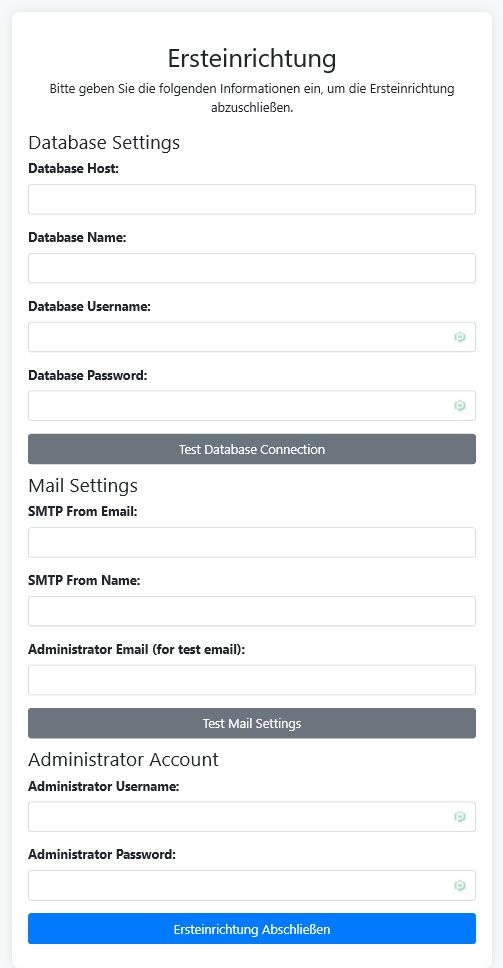 Ersteinrichtung
Bitte geben Sie die folgenden Informationen ein, um die Ersteinrichtung
abzuschließen.
Database Settings
Database Host:
Database Name:
Database Username:
Database Password:
Test Database Connection
Mail Settings
SMTP From Email:
SMTP From Name:
Administrator Email (for test email):
Test Mail Settings
Administrator Account
Administrator Username:
Administrator Password:
Ersteinrichtung Abschließen